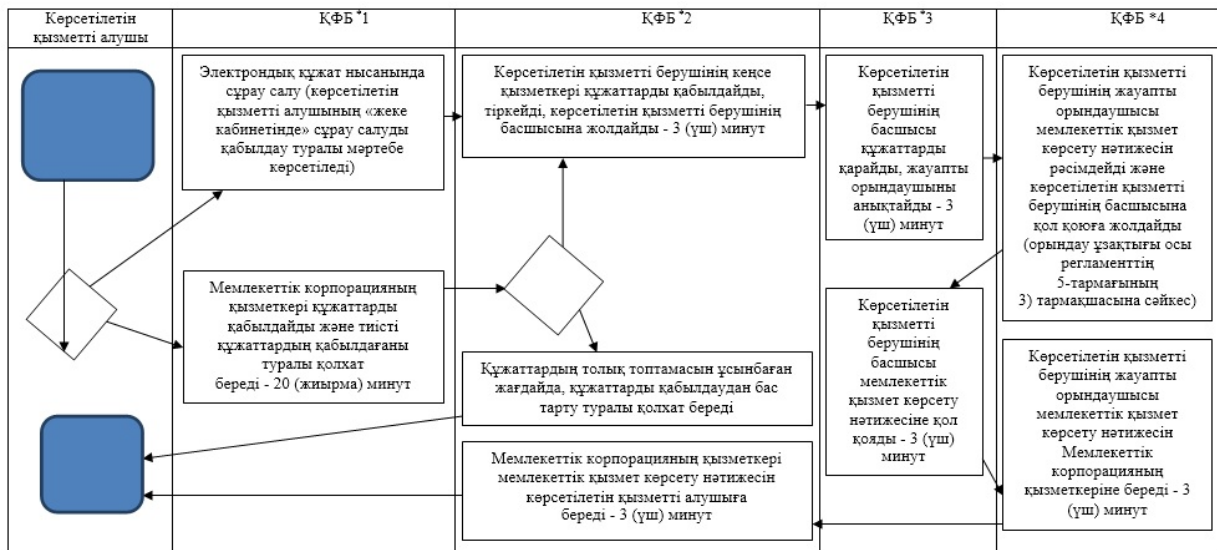 Көрсетілетін
қызметті алушы
ҚФБ *1
ҚФБ *2
ҚФБ *3
ҚФБ *4
Электрондық құжат нысанында
сұрау салу (көрсетілетін
қызметті алушының «жеке
кабинетінде» сұрау салуды
қабылдау туралы мәртебе
көрсетіледі)
Мемлекеттік корпорацияның
қызметкері құжаттарды
қабылдайды және тиісті
құжаттардың қабылдағаны
туралы қолхат
береді - 20 (жиырма) минут
Көрсетілетін қызметті берушінің кеңсе
қызметкері құжаттарды қабылдайды,
тіркейді, көрсетілетін қызметті берушінің
басшысына жолдайды - 3 (үш) минут
Құжаттардың толық топтамасын ұсынбаған
жағдайда, құжаттарды қабылдаудан бас
тарту туралы қолхат береді
Мемлекеттік корпорацияның қызметкері
мемлекеттік қызмет көрсету нәтижесін
көрсетілетін қызметті алушыға
береді - 3 (үш) минут
Көрсетілетін
қызметті
берушінің
басшысы
құжаттарды
қарайды, жауапты
орындаушыны
анықтайды - 3
(үш) минут
Көрсетілетін
қызметті
берушінің
басшысы
мемлекеттік
қызмет көрсету
нәтижесіне қол
қояды - 3 (үш)
минут
Көрсетілетін қызметті
берушінің жауапты
орындаушысы
мемлекеттік қызмет
көрсету нәтижесін
рәсімдейді және
көрсетілетін қызметті
берушінің басшысына
қол қоюға жолдайды
(орындау ұзақтығы осы
регламенттің
5-тармағының
3) тармақшасына сәйкес)
Көрсетілетін қызметті
берушінің жауапты
орындаушысы
мемлекеттік қызмет
көрсету нәтижесін
Мемлекеттік
корпорацияның
қызметкеріне береді - 3
(үш) минут